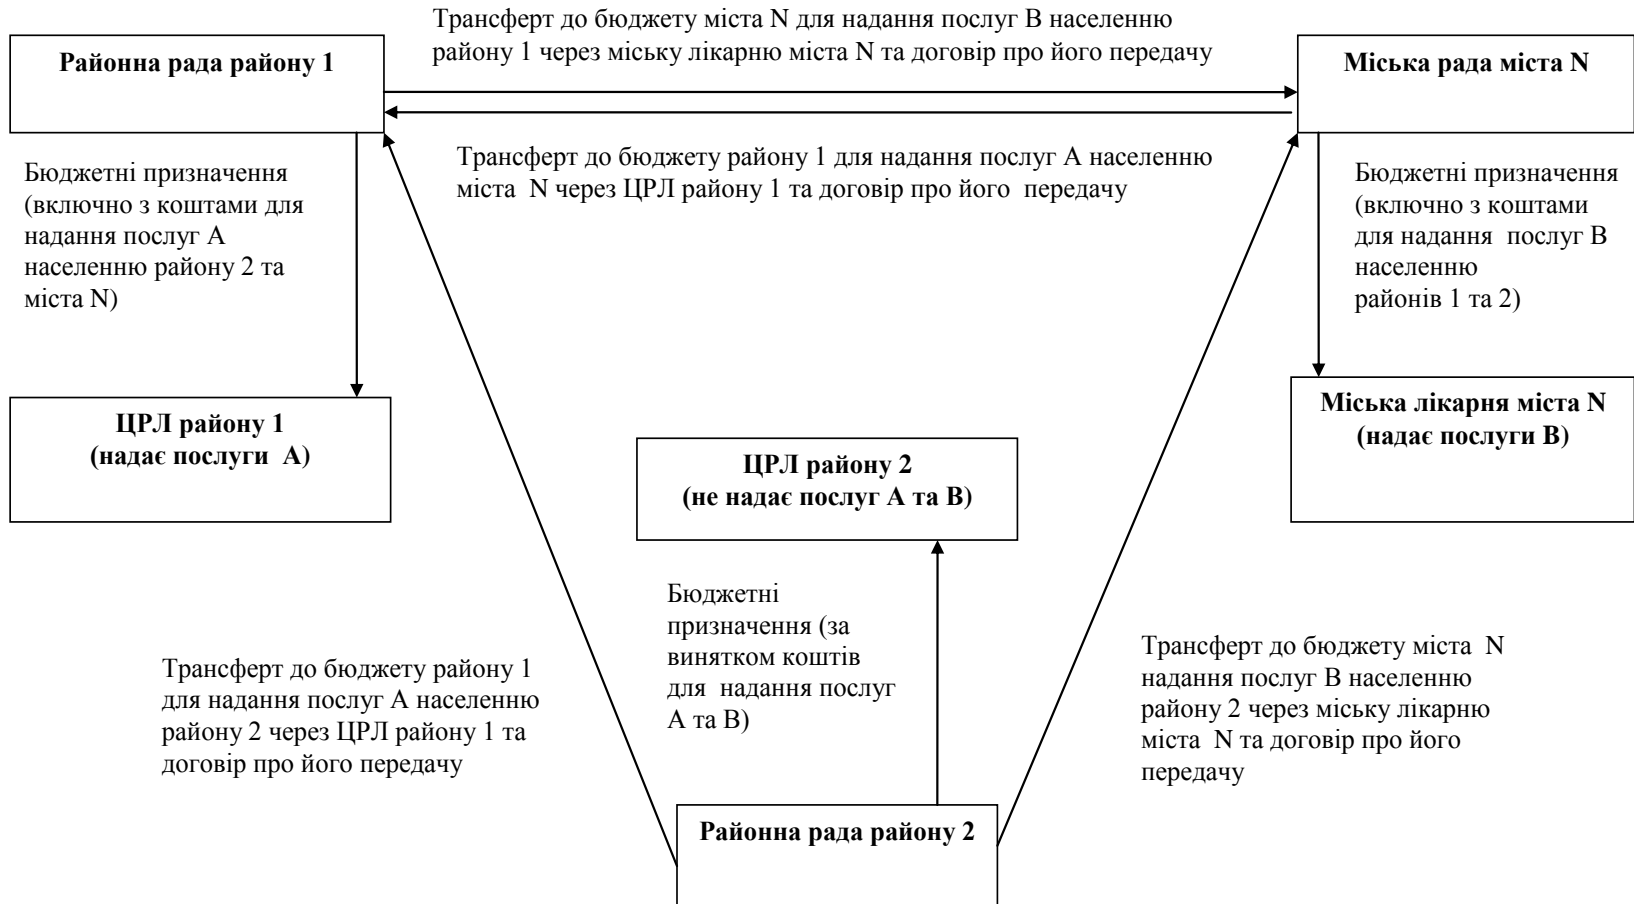 Трансферт до бюджету міста N для надання послуг В населенню
району 1 через міську лікарню міста N та договір про його передачу
Районна рада району 1
Міська рада міста N
Трансферт до бюджету району 1 для надання послуг А населенню
міста N через ЦРЛ району 1 та договір про його передачу
Бюджетні призначення
(включно з коштами для
надання послуг А
населенню району 2 та
міста N)
Бюджетні призначення
(включно з коштами
для надання послуг В
населенню
районів 1 та 2)
ЦРЛ району 1
(надає послуги А)
ЦРЛ району 2
(не надає послуг А та В)
Міська лікарня міста N
(надає послуги В)
Бюджетні
призначення (за
винятком коштів
для надання послуг
А та В)
Трансферт до бюджету району 1
для надання послуг А населенню
району 2 через ЦРЛ району 1 та
договір про його передачу
Трансферт до бюджету міста N
надання послуг В населенню
району 2 через міську лікарню
міста N та договір про його
передачу
Районна рада району 2